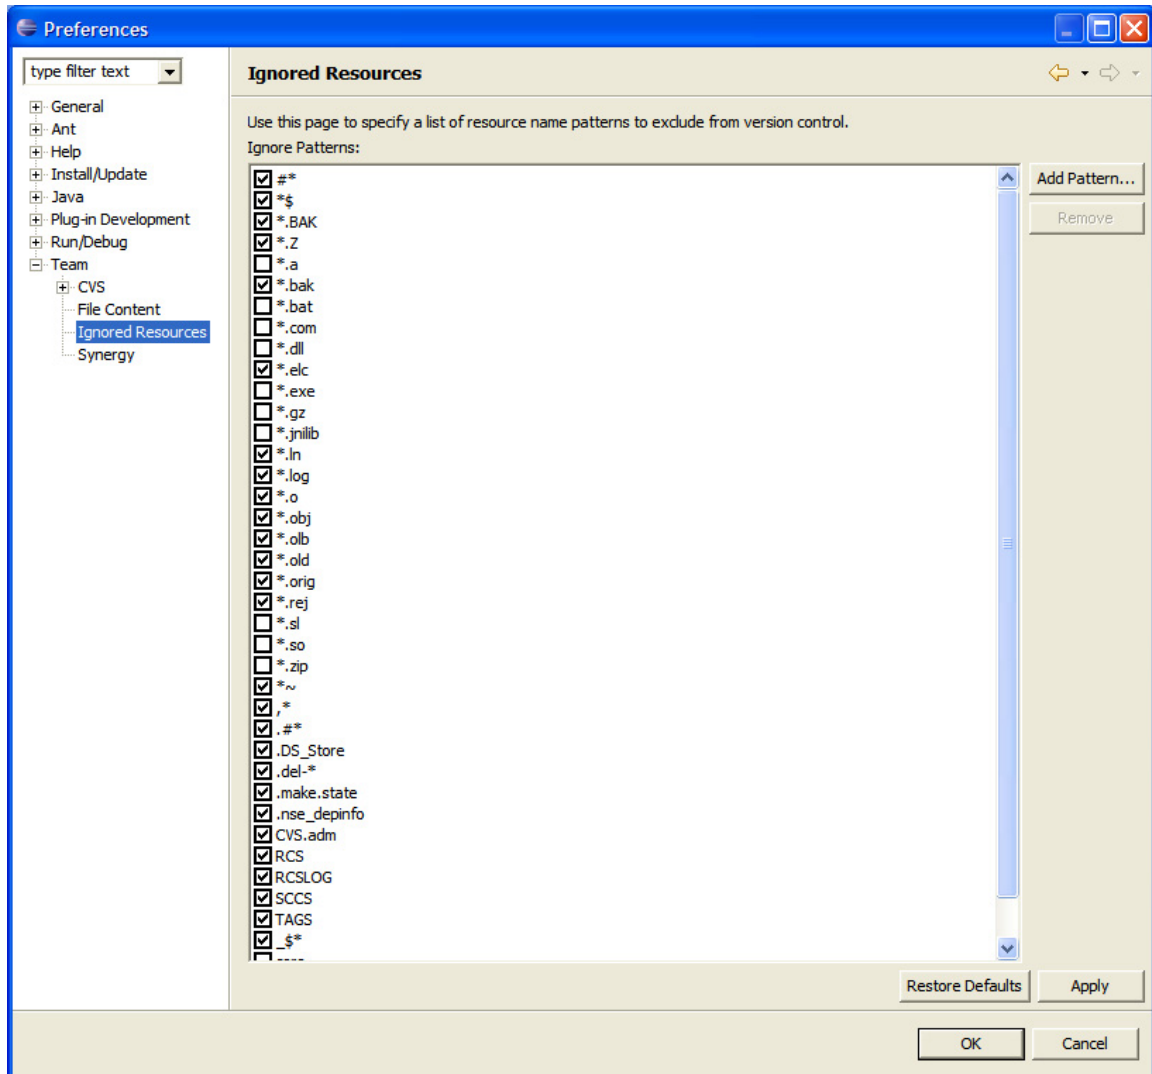 Preferences
type filter text
General
Ant
Help
Install/Update
Java
Plug-in Development
Run/Debug
Team
CVS
File Content
Ignored Resources
Synergy
Ignored Resources
Use this page to specify a list of resource name patterns to exclude from version control.
Ignore Patterns:
#*
*$
*.BAK
*.Z
*.a
*.bak
*.bat
*.com
*.dll
*.elc
*.exe
*.gz
*.jnilib
*.ln
*.log
*.o
*.obj
*.olb
*.old
*.orig
*.rej
*.sl
*.so
*.zip
*~
,*
.#*
.DS_Store
.del-*
.make.state
.nse_depinfo
CVS.adm
RCS
RCSLOG
SCCS
TAGS
_$*
Add Pattern...
Remove
Restore Defaults
Apply
OK
Cancel